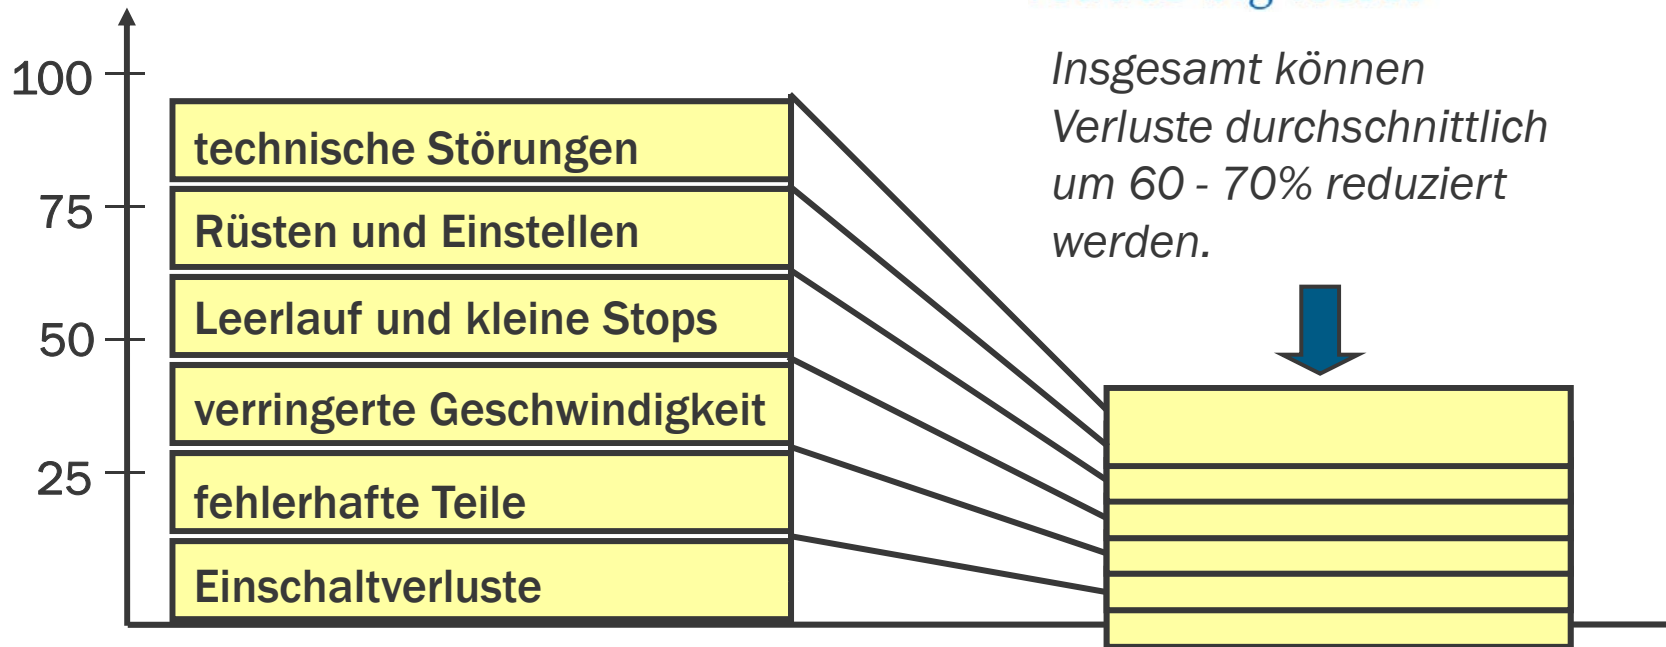 Insgesamt können
Verluste durchschnittlich
um 60 - 70% reduziert
werden.
100
75
50
25
technische Störungen
Rüsten und Einstellen
Leerlauf und kleine Stops
verringerte Geschwindigkeit
fehlerhafte Teile
Einschaltverluste